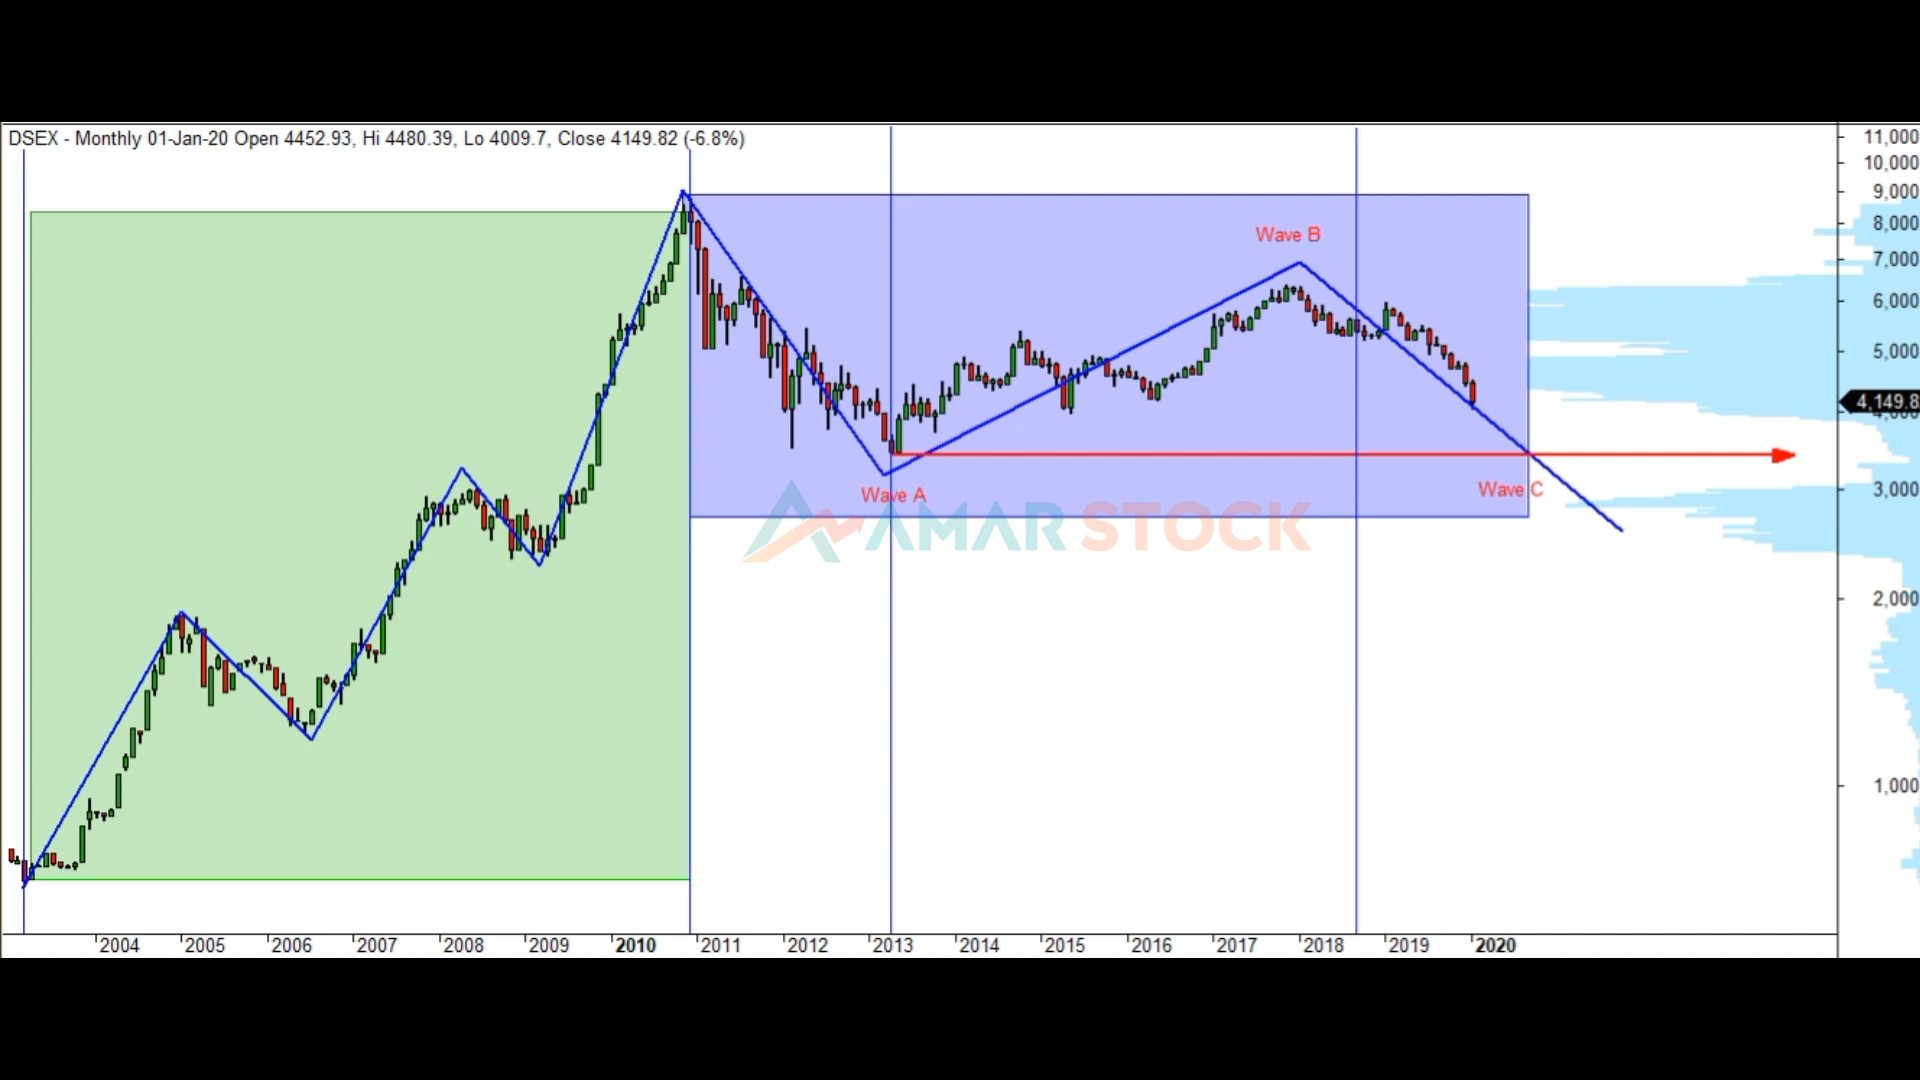 DSEX - Monthly 01-Jan-20 Open 4452.93, Hi 4480.39, Lo 4009.7, Close 4149.82 (-6.8%)
11,000
10,000
9,000
8,000
Wave B
7,000
6,000
5,000
4,149.8
4,000
Wave A
Wave C
3,000
AMAR STOCK
2,000
1,000
2004 2005 2006 2007 2008 2009 2010 2011 2012 2013 2014 2015 2016 2017 2018 2019 2020